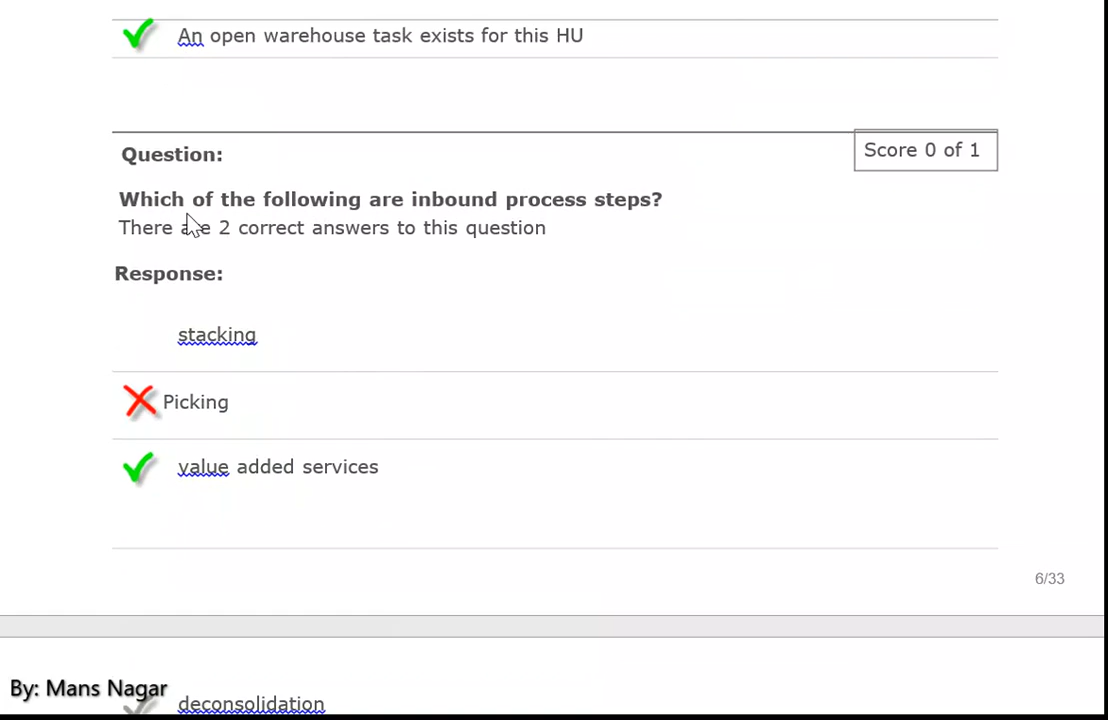 An open warehouse task exists for this HU
Question:
Score 0 of 1
Which of the following are inbound process steps?
There are 2 correct answers to this question
Response:
stacking
Picking
value added services
6/33
By: Mans Nagar
deconsolidation